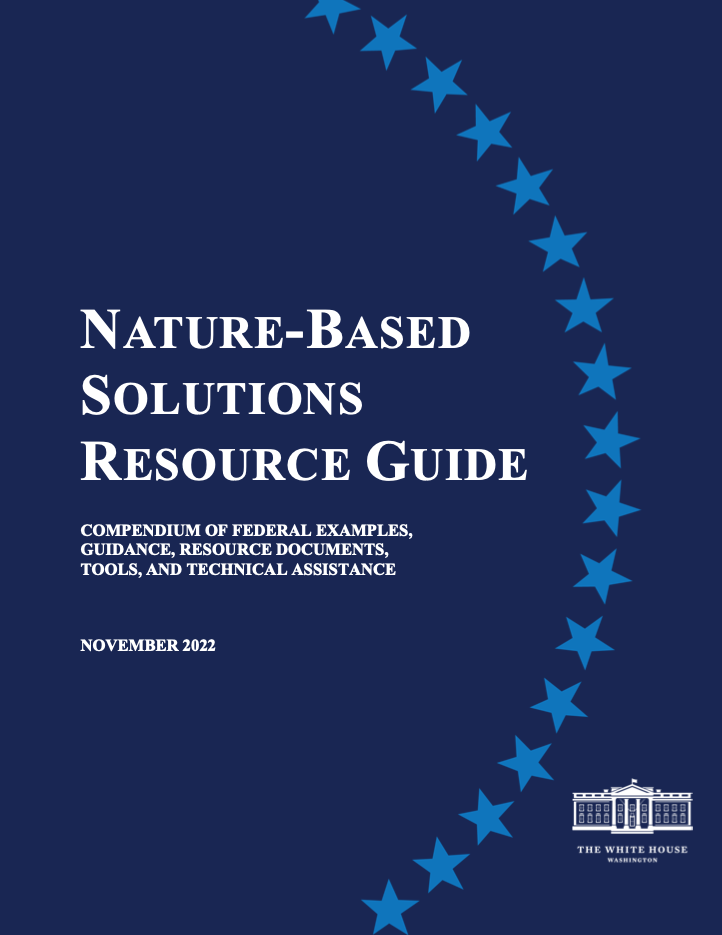 NATURE-BASED
SOLUTIONS
RESOURCE GUIDE
COMPENDIUM OF FEDERAL EXAMPLES,
GUIDANCE, RESOURCE DOCUMENTS,
TOOLS, AND TECHNICAL ASSISTANCE
NOVEMBER 2022
THE WHITE HOUSE
WASHINGTON